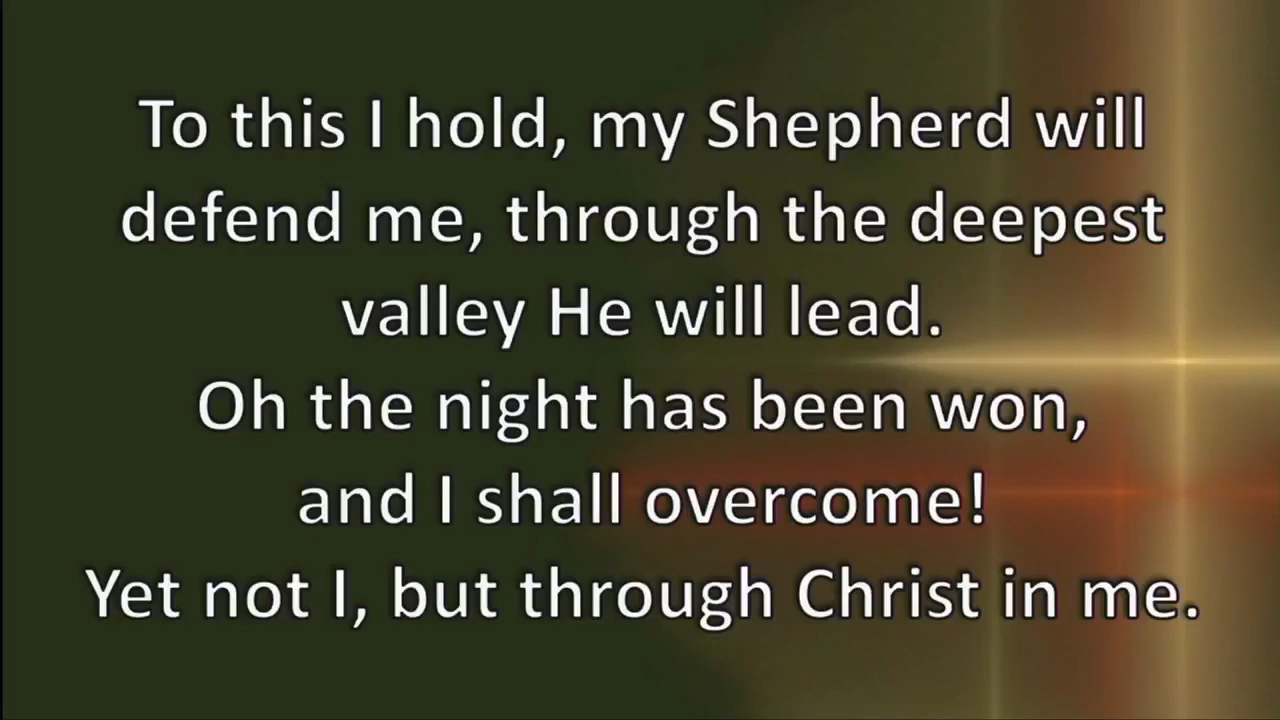 To this I hold, my Shepherd will
defend me, through the deepest
valley He will lead.
Oh the night has been won,
and I shall overcome!
Yet not I, but through Christ in me.